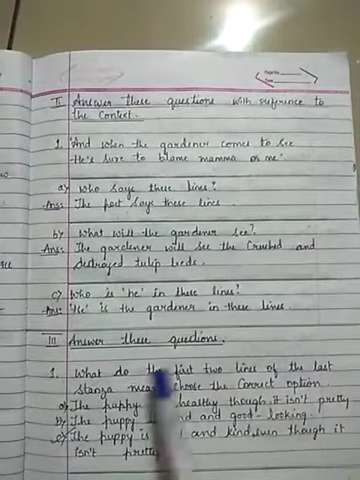 II Answer these questions with reference to
the Context.
1. "And when the gardener comes to see
He's sure to blame mamma or me".
a) Who says these lines?
Ans: The poet says these lines.
b) What will the gardener see?
Ans: The gardener will see the Crushed and
destroyed tulip beds.
c) Who is 'he' in these lines?
Ans: 'He' is the gardener in these lines.
III Answer these questions.
1. What do the first two lines of the last
Stanza mean? Choose the Correct option.
a) The puppy healthy though it isn't pretty
b) The puppy and good-looking.
c) The puppy is and kind, even though it
isn't pretty